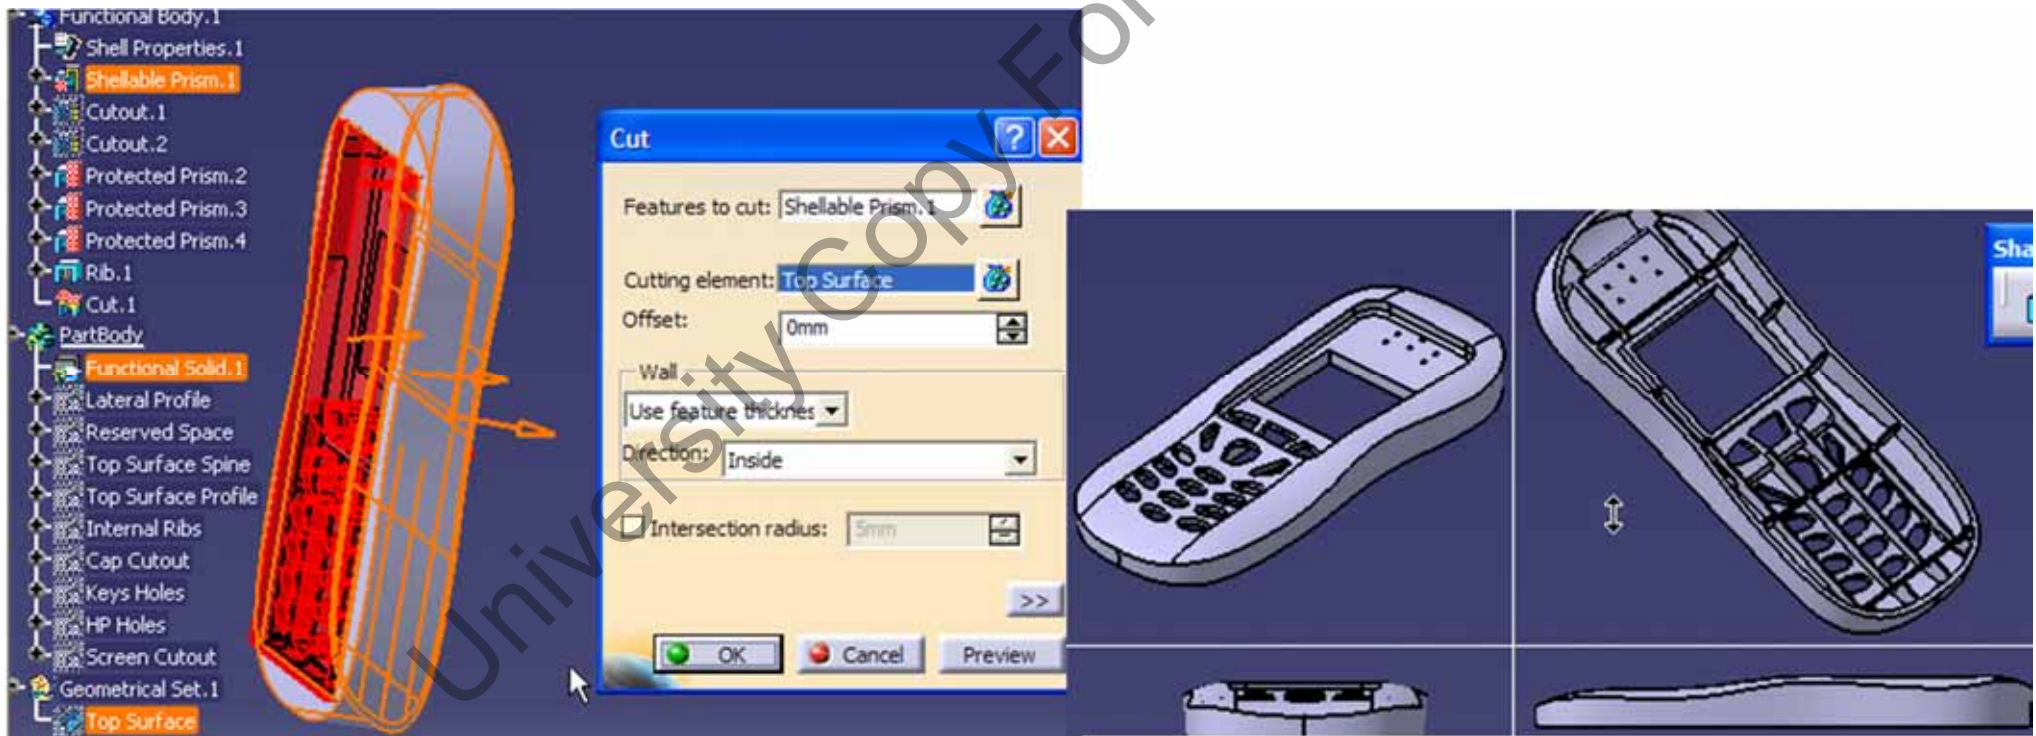 Functional Body.1
Shell Properties.1
Shellable Prism.1
Cutout.1
Cutout.2
Protected Prism.2
Protected Prism.3
Protected Prism.4
Rib.1
Cut.1
PartBody
Functional Solid.1
Lateral Profile
Reserved Space
Top Surface Spine
Top Surface Profile
Internal Ribs
Cap Cutout
Keys Holes
HP Holes
Screen Cutout
Geometrical Set.1
Top Surface
Cut
Features to cut: Shellable Prism.1
Cutting element: Top Surface
Offset: 0mm
Wall
Use feature thicknes
Direction: Inside
Intersection radius: 5mm
>>
OK Cancel Preview
Sha
University Copy For